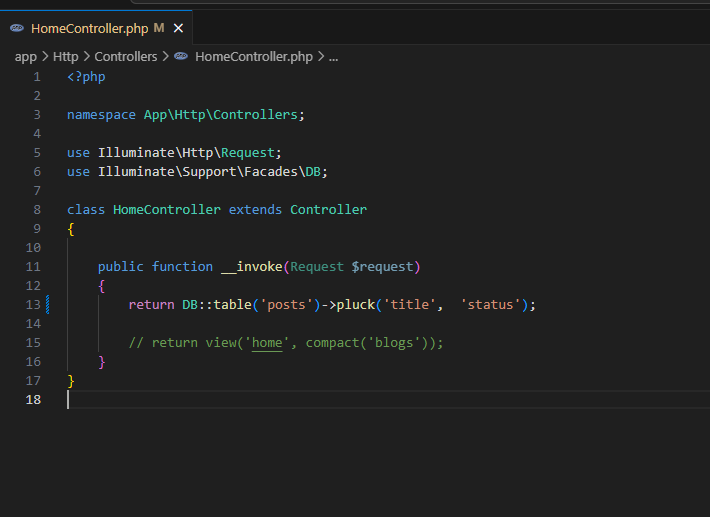 HomeController.php M ×
app > Http > Controllers > HomeController.php > ...
1 <?php
2
3 namespace App\Http\Controllers;
4
5 use Illuminate\Http\Request;
6 use Illuminate\Support\Facades\DB;
7
8 class HomeController extends Controller
9 {
10
11     public function __invoke(Request $request)
12     {
13         return DB::table('posts')->pluck('title',  'status');
14
15         // return view('home', compact('blogs'));
16     }
17 }
18